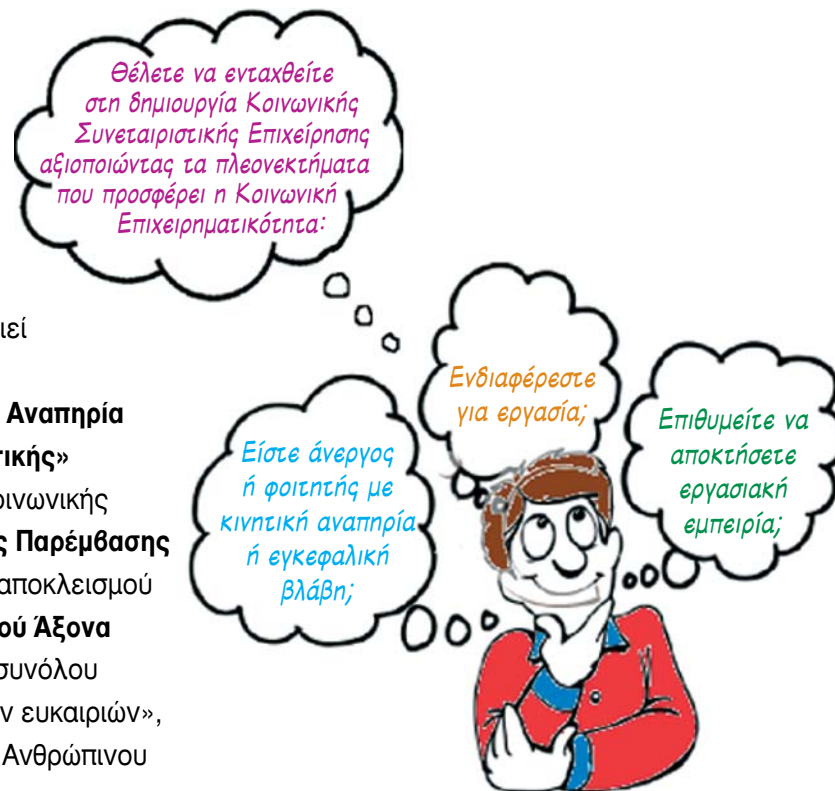 Θέλετε να ενταχθείτε
στη δημιουργία Κοινωνικής
Συνεταιριστικής Επιχείρησης
αξιοποιώντας τα πλεονεκτήματα
που προσφέρει η Κοινωνική
Επιχειρηματικότητα:
Ενδιαφέρεστε
για εργασία;
Επιθυμείτε να
αποκτήσετε
εργασιακή
εμπειρία;
Είστε άνεργος
ή φοιτητής με
κινητική αναπηρία
ή εγκεφαλική
βλάβη;
ιεί
Αναπηρία
τικής»
οινωνικής
ς Παρέμβασης
αποκλεισμού
ού Άξονα
συνόλου
ν ευκαιριών»,
Ανθρώπινου